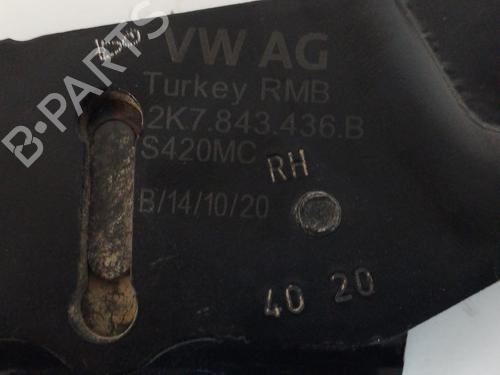 VW AG
Turkey RMB
2K7.843.436.B
S420MC
RH
B/14/10/20
40 20
B-PARTS